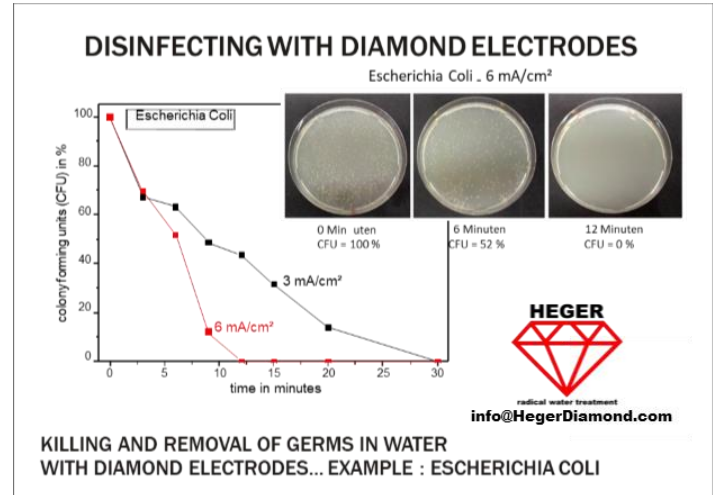 DISINFECTING WITH DIAMOND ELECTRODES
Escherichia Coli - 6 mA/cm²
Escherichia Coli
colony forming units (CFU) in %
100
80
60
40
20
0
0 Min uten
CFU = 100 %
6 Minuten
CFU = 52 %
12 Minuten
CFU = 0 %
3 mA/cm²
6 mA/cm²
0
5
10
15
20
25
30
time in minutes
HEGER
radical water treatment
info@HegerDiamond.com
KILLING AND REMOVAL OF GERMS IN WATER
WITH DIAMOND ELECTRODES... EXAMPLE : ESCHERICHIA COLI